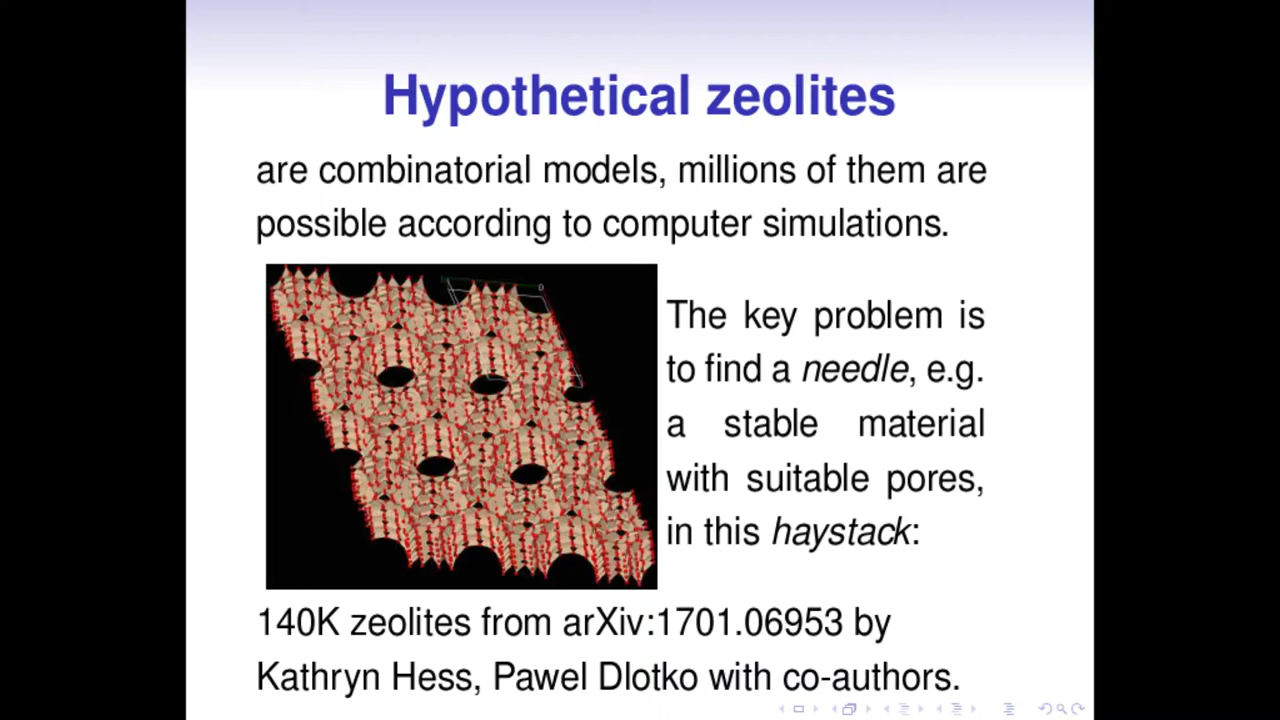 Hypothetical zeolites
are combinatorial models, millions of them are
possible according to computer simulations.
The key problem is
to find a needle, e.g.
a stable material
with suitable pores,
in this haystack:
140K zeolites from arXiv:1701.06953 by
Kathryn Hess, Pawel Dlotko with co-authors.